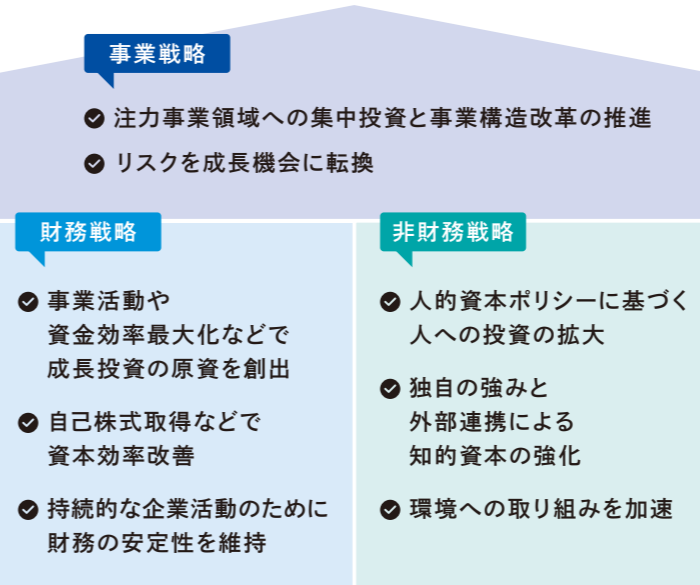 事業戦略
注力事業領域への集中投資と事業構造改革の推進
リスクを成長機会に転換
財務戦略
事業活動や
資金効率最大化などで
成長投資の原資を創出
自己株式取得などで
資本効率改善
持続的な企業活動のために
財務の安定性を維持
非財務戦略
人的資本ポリシーに基づく
人への投資の拡大
独自の強みと
外部連携による
知的資本の強化
環境への取り組みを加速